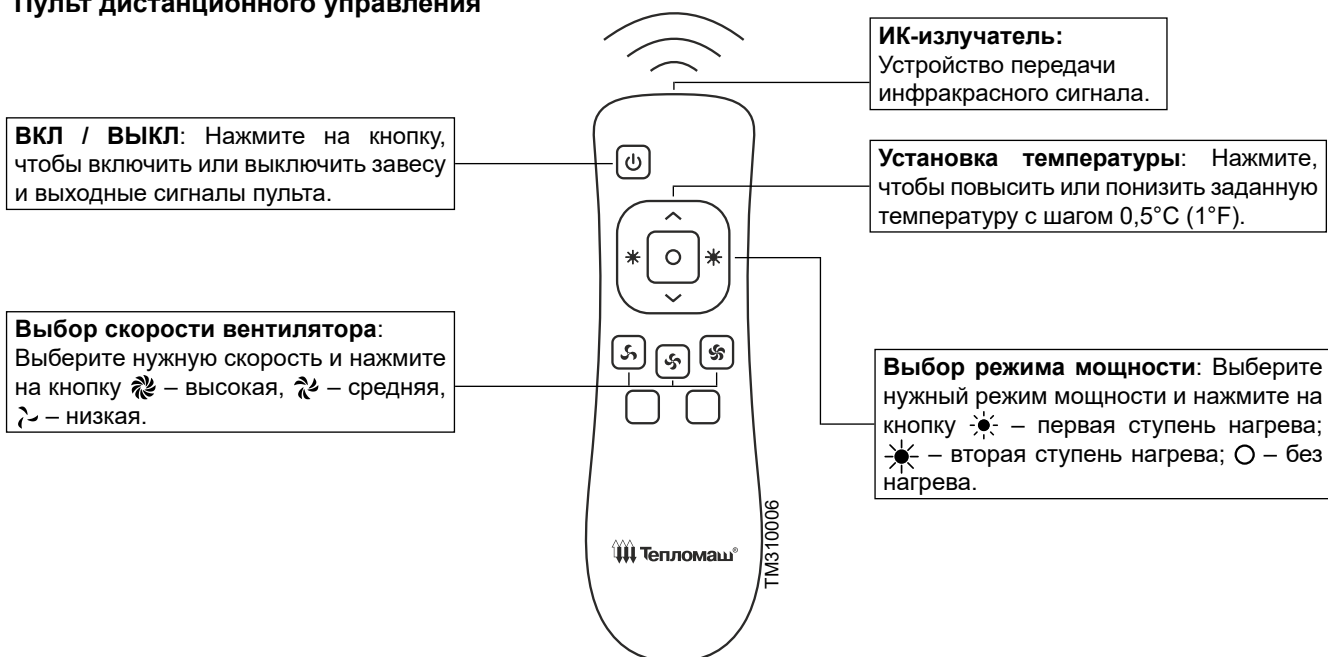 Пульт дистанционного управления
ИК-излучатель:
Устройство передачи
инфракрасного сигнала.
ВКЛ / ВЫКЛ: Нажмите на кнопку,
чтобы включить или выключить завесу
и выходные сигналы пульта.
Установка температуры: Нажмите,
чтобы повысить или понизить заданную
температуру с шагом 0,5°C (1°F).
Выбор скорости вентилятора:
Выберите нужную скорость и нажмите
на кнопку – высокая, – средняя,
– низкая.
Выбор режима мощности: Выберите
нужный режим мощности и нажмите на
кнопку – первая ступень нагрева;
– вторая ступень нагрева; – без
нагрева.
Тепломаш®
TM310006